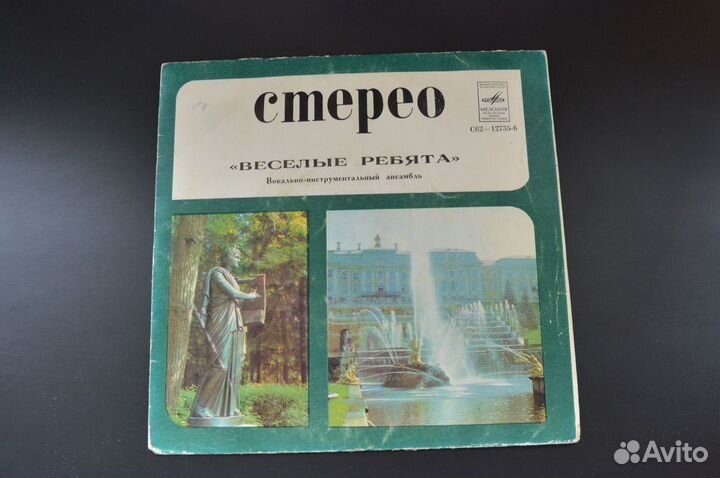 стерео
МЕЛОДИЯ
С62—12735-6
«ВЕСЕЛЫЕ РЕБЯТА»
Вокально-инструментальный ансамбль
Avito